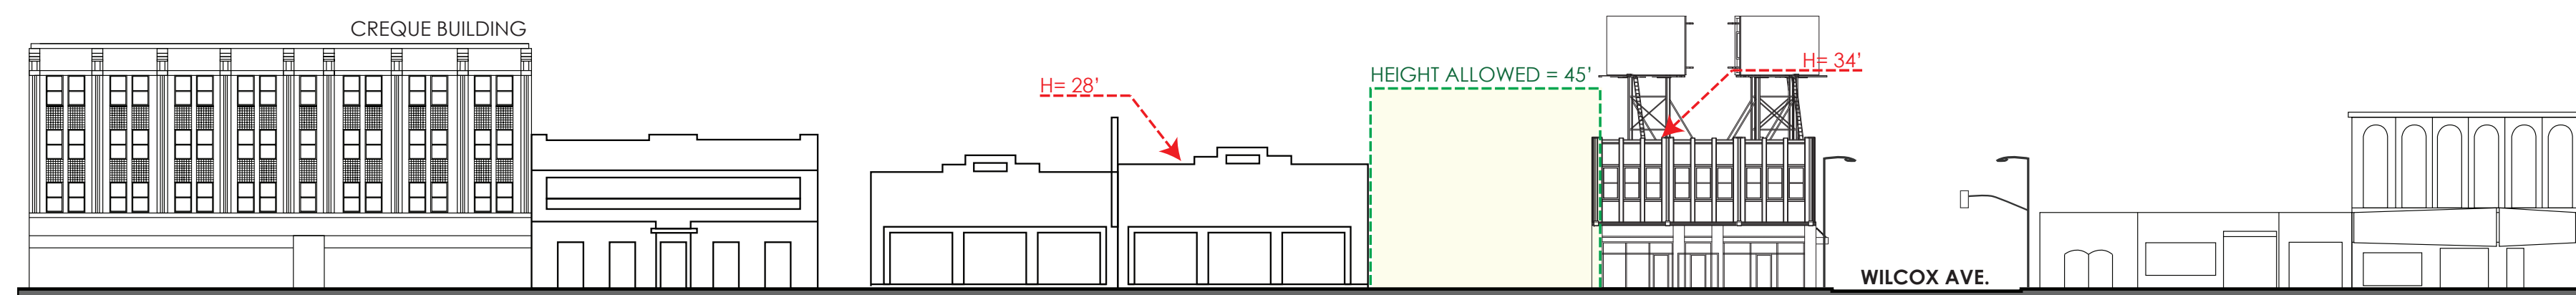 CREQUE BUILDING
H= 28'
HEIGHT ALLOWED = 45'
H= 34'
WILCOX AVE.